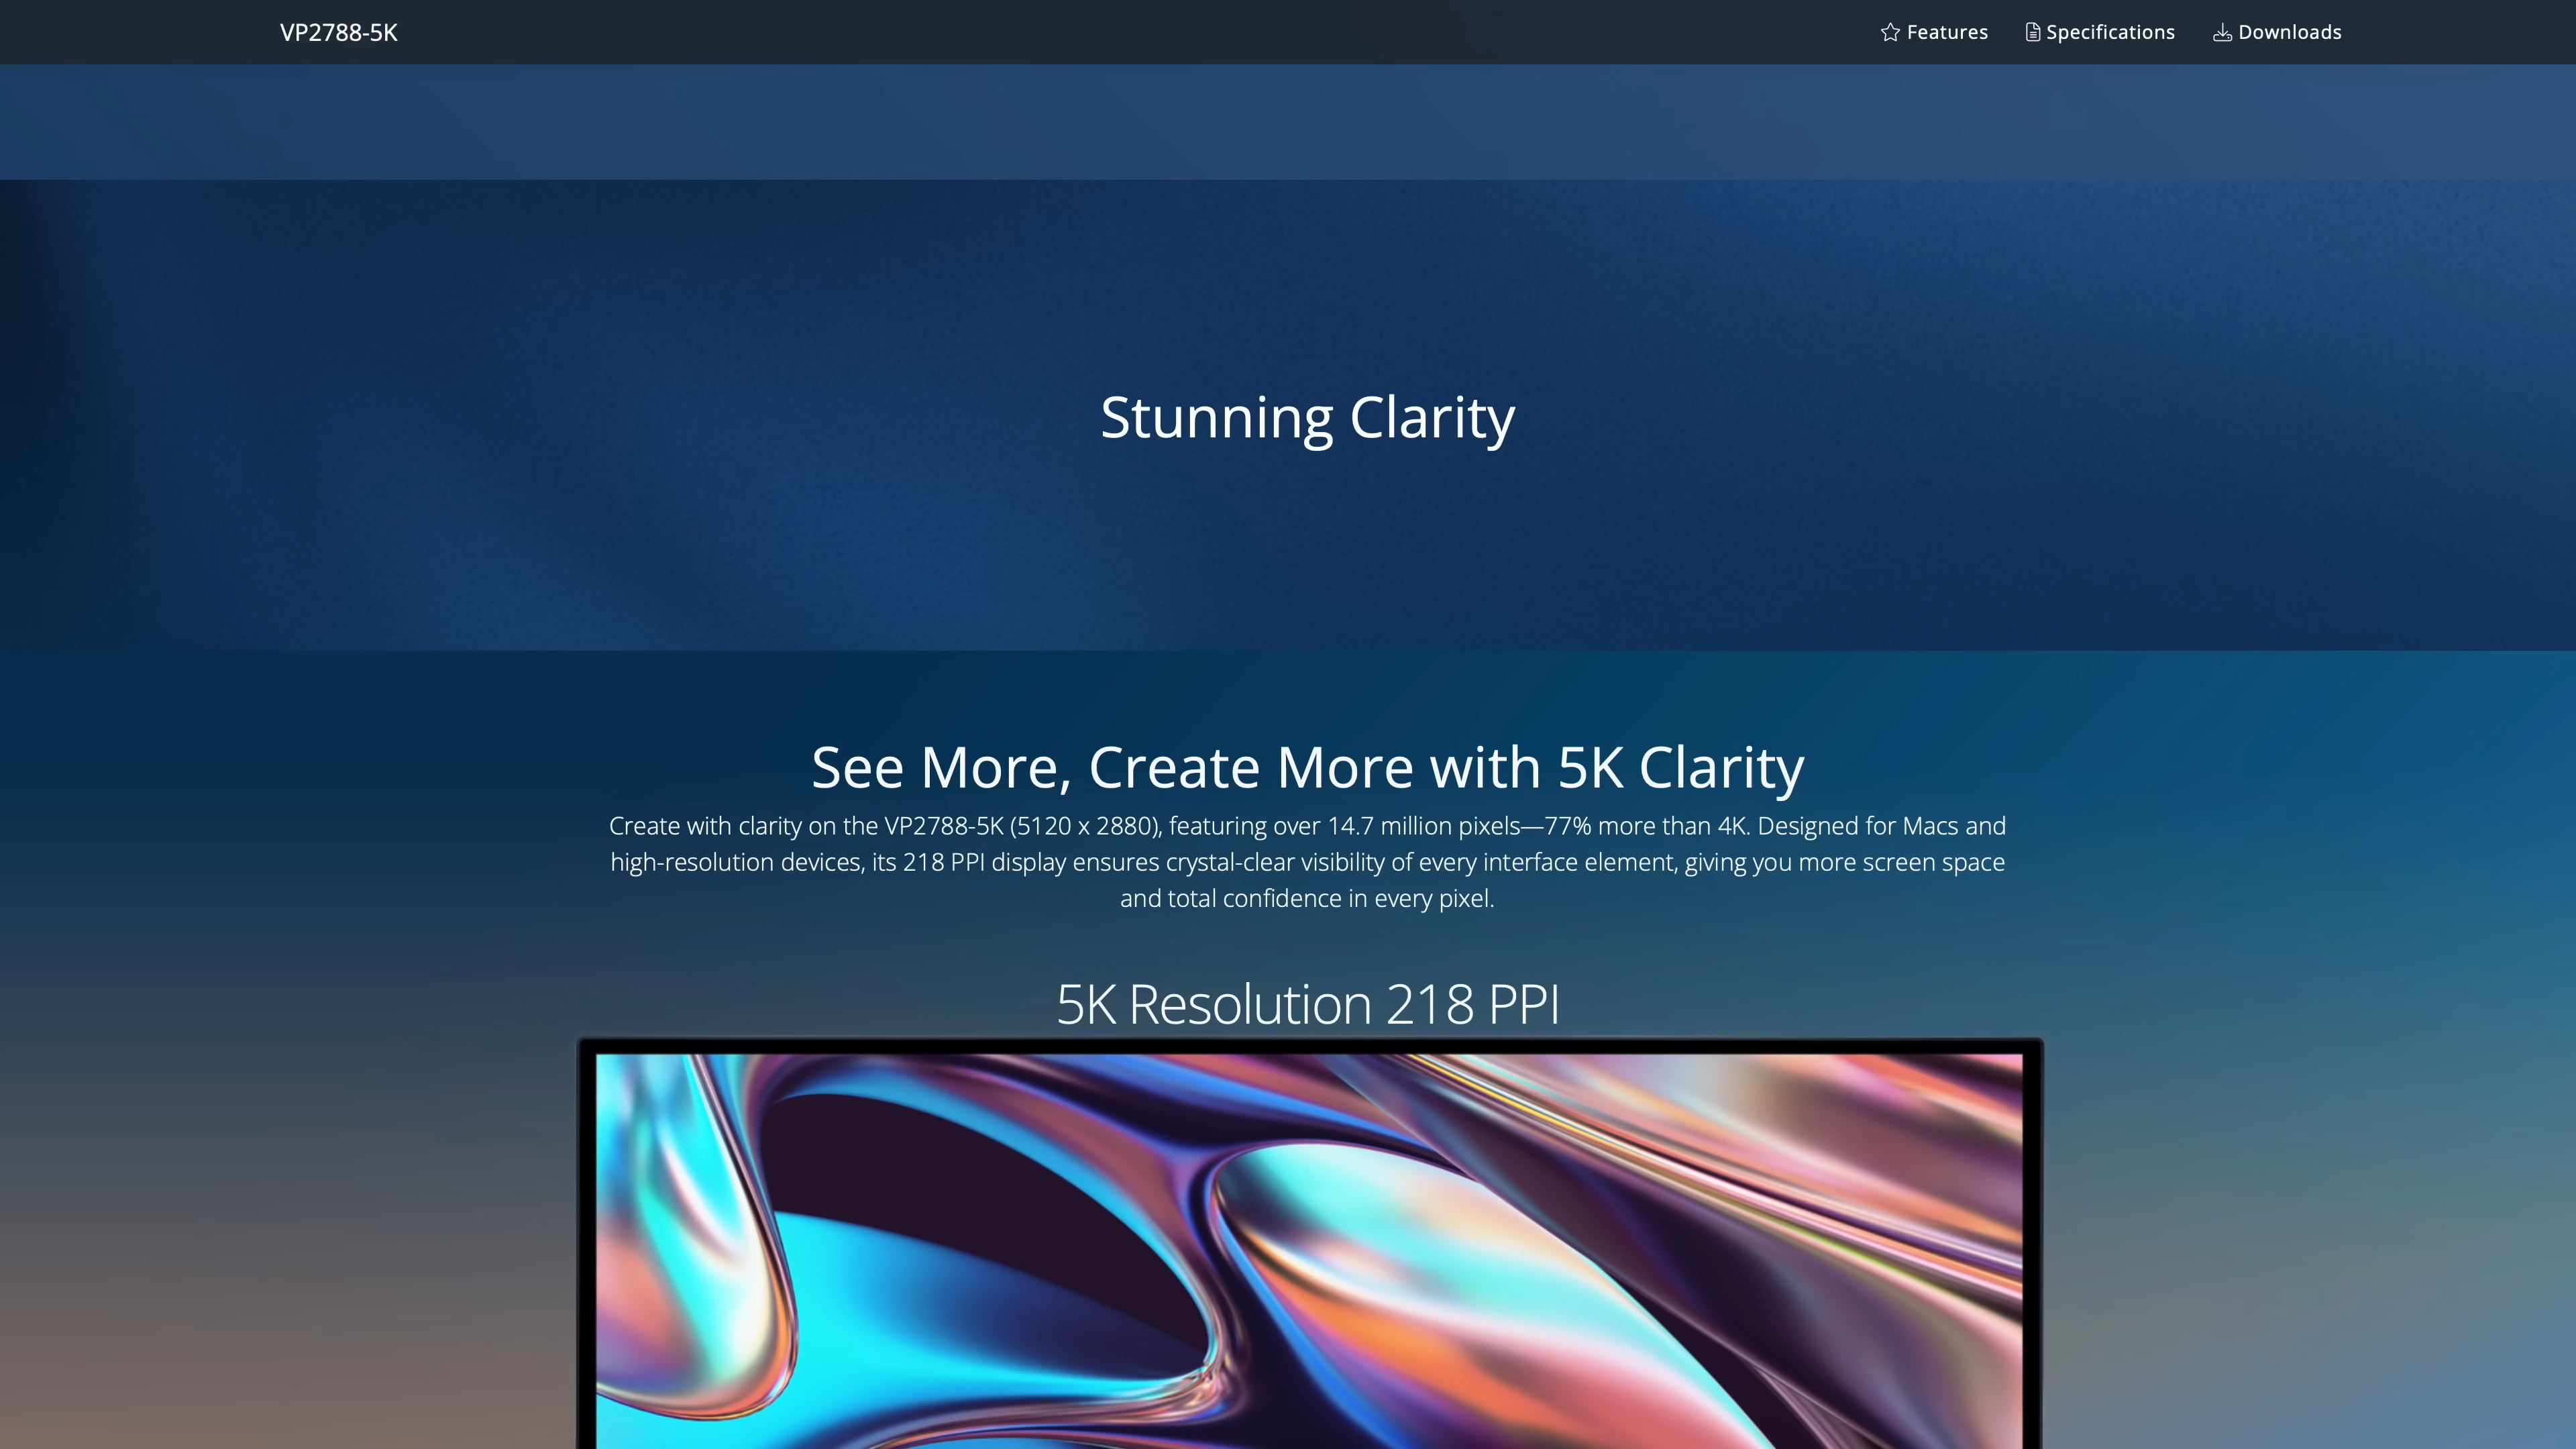 VP2788-5K
Features
Specifications
Downloads
Stunning Clarity
See More, Create More with 5K Clarity
Create with clarity on the VP2788-5K (5120 x 2880), featuring over 14.7 million pixels—77% more than 4K. Designed for Macs and
high-resolution devices, its 218 PPI display ensures crystal-clear visibility of every interface element, giving you more screen space
and total confidence in every pixel.
5K Resolution 218 PPI